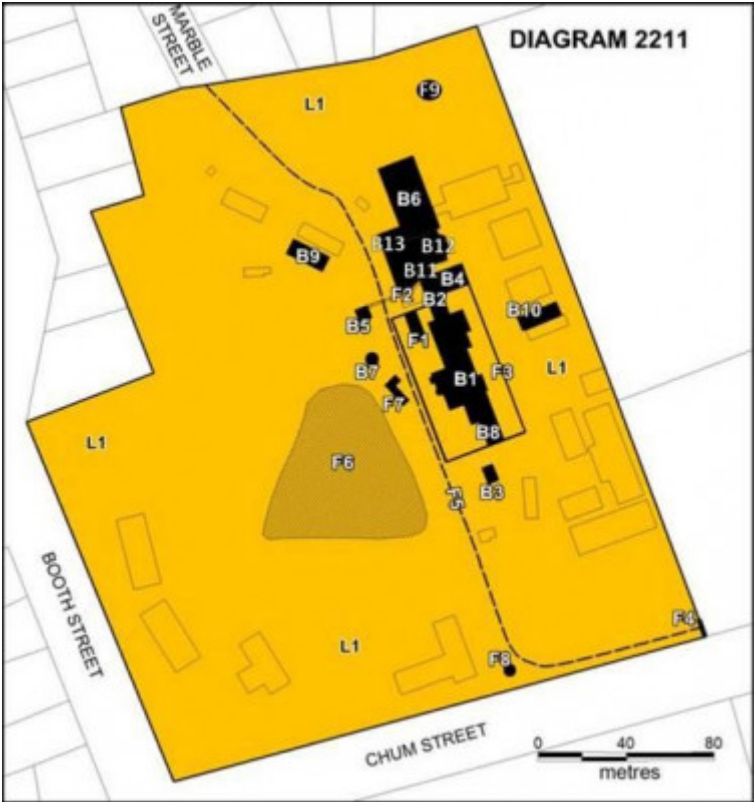 MARBLE
STREET
DIAGRAM 2211
F9
L1
B6
B13
B12
B9
B11
B4
F2
B2
B5
B10
F1
B7
F3
L1
B1
F7
B8
L1
F6
B3
F5
BOOTH STREET
F4
L1
F8
CHUM STREET
0 40 80
metres